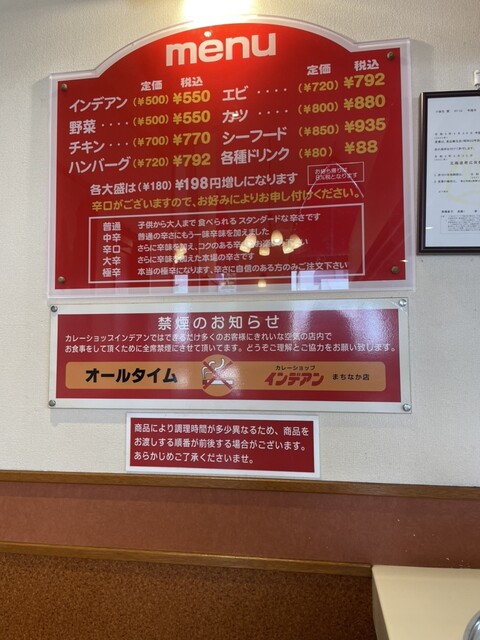 menu
定価 税込
インデアン (¥500) ¥550
野菜 ···· (¥500) ¥550
チキン ··· (¥700) ¥770
ハンバーグ (¥720) ¥792
定価 税込
エビ ···· (¥720) ¥792
カツ ···· (¥800) ¥880
シーフード (¥850) ¥935
各種ドリンク (¥80) ¥88
各大盛は (¥180) ¥198円増しになります
辛口がございますので、お好みによりお申し付けください。
普通 子供から大人まで 食べられる スタンダードな辛さです
中辛 普通の辛さにもう一味辛味を加えました
辛口 さらに辛味を加え、コクのある辛
大辛 さらに辛味を加えた本場の辛さです
極辛 本当の極辛になります、辛さに自信のある方のみご注文下さい
禁煙のお知らせ
カレーショップインデアンではできるだけ多くのお客様にきれいな空気の店内で
お食事をして頂くために全席禁煙にさせて頂てます。どうぞご理解とご協力をお願い致します。
オールタイム
カレーショップ
インデアン まちなか店
商品により調理時間が多少異なるため、商品を
お渡しする順番が前後する場合がございます。
あらかじめご了承くださいませ。